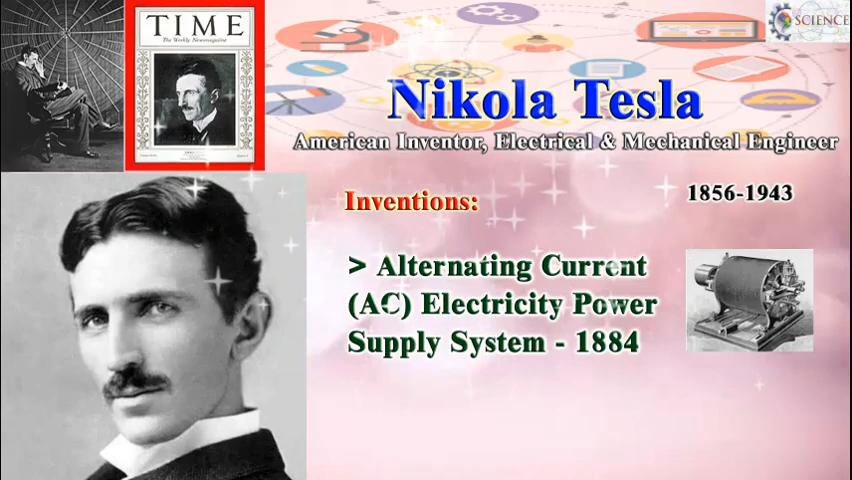 TIME
The Weekly Newsmagazine
SCIENCE
Nikola Tesla
American Inventor, Electrical & Mechanical Engineer
Inventions:
1856-1943
> Alternating Current
(AC) Electricity Power
Supply System - 1884